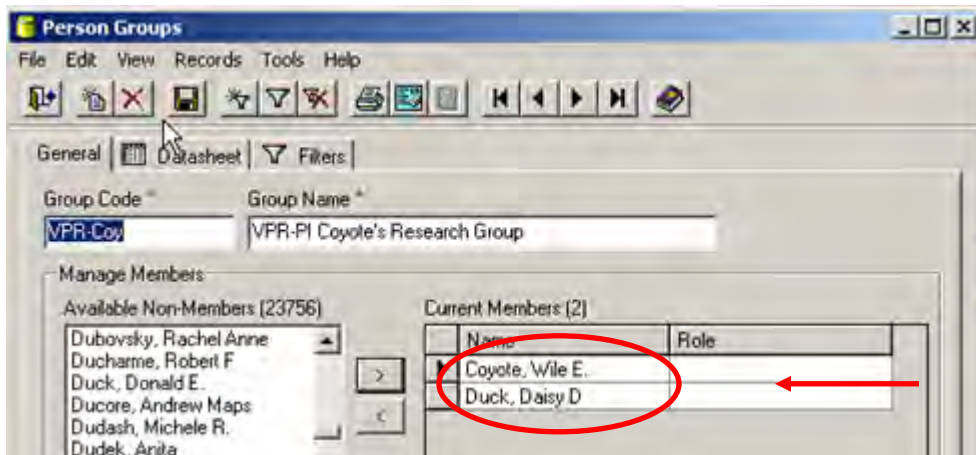 Person Groups
File Edit View Records Tools Help
General Datasheet Filters
Group Code * Group Name *
VPR-Coy VPR-PI Coyote's Research Group
Manage Members
Available Non-Members (23756) Current Members (2)
Name Role
Dubovsky, Rachel Anne
Ducharme, Robert F
Duck, Donald E.
Ducore, Andrew Maps
Dudash, Michele R.
Dudek, Anita
>
<
Coyote, Wile E.
Duck, Daisy D